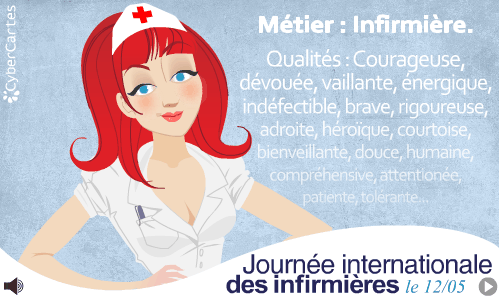 CyberCartes
Métier : Infirmière.
Qualités : Courageuse,
dévouée, vaillante, énergique,
indéfectible, brave, rigoureuse,
adroite, héroïque, courtoise,
bienveillante, douce, humaine,
compréhensive, attentionée,
patiente, tolérante...
Journée internationale
des infirmières le 12/05